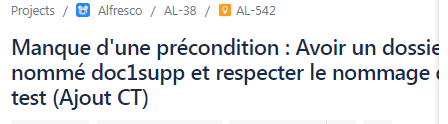 Projects / Alfresco / AL-38 / AL-542
Manque d'une précondition : Avoir un dossie
nommé doc1supp et respecter le nommage
test (Ajout CT)